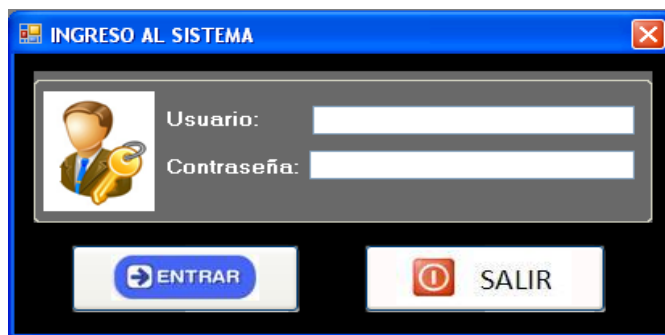 INGRESO AL SISTEMA
Usuario:
Contraseña:
ENTRAR
SALIR